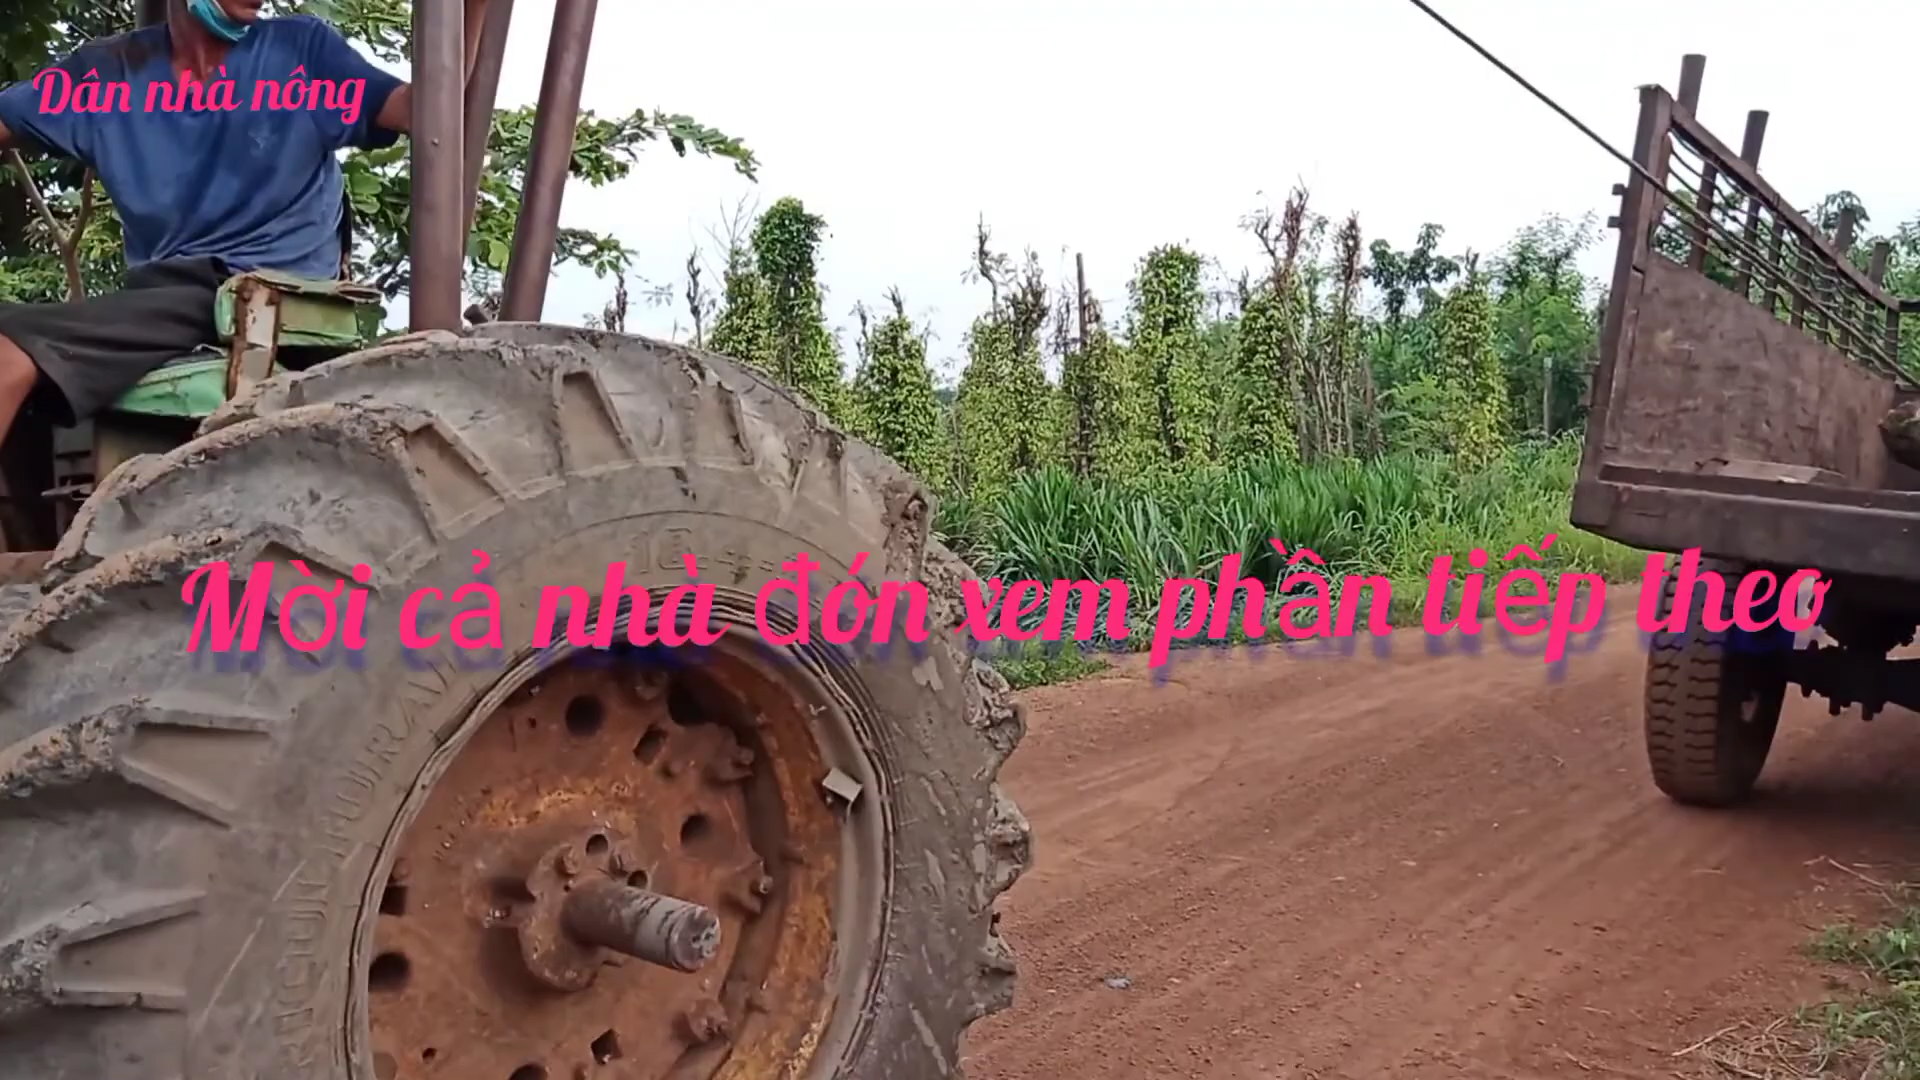 Dân nhà nông
Mời cả nhà đón xem phần tiếp theo